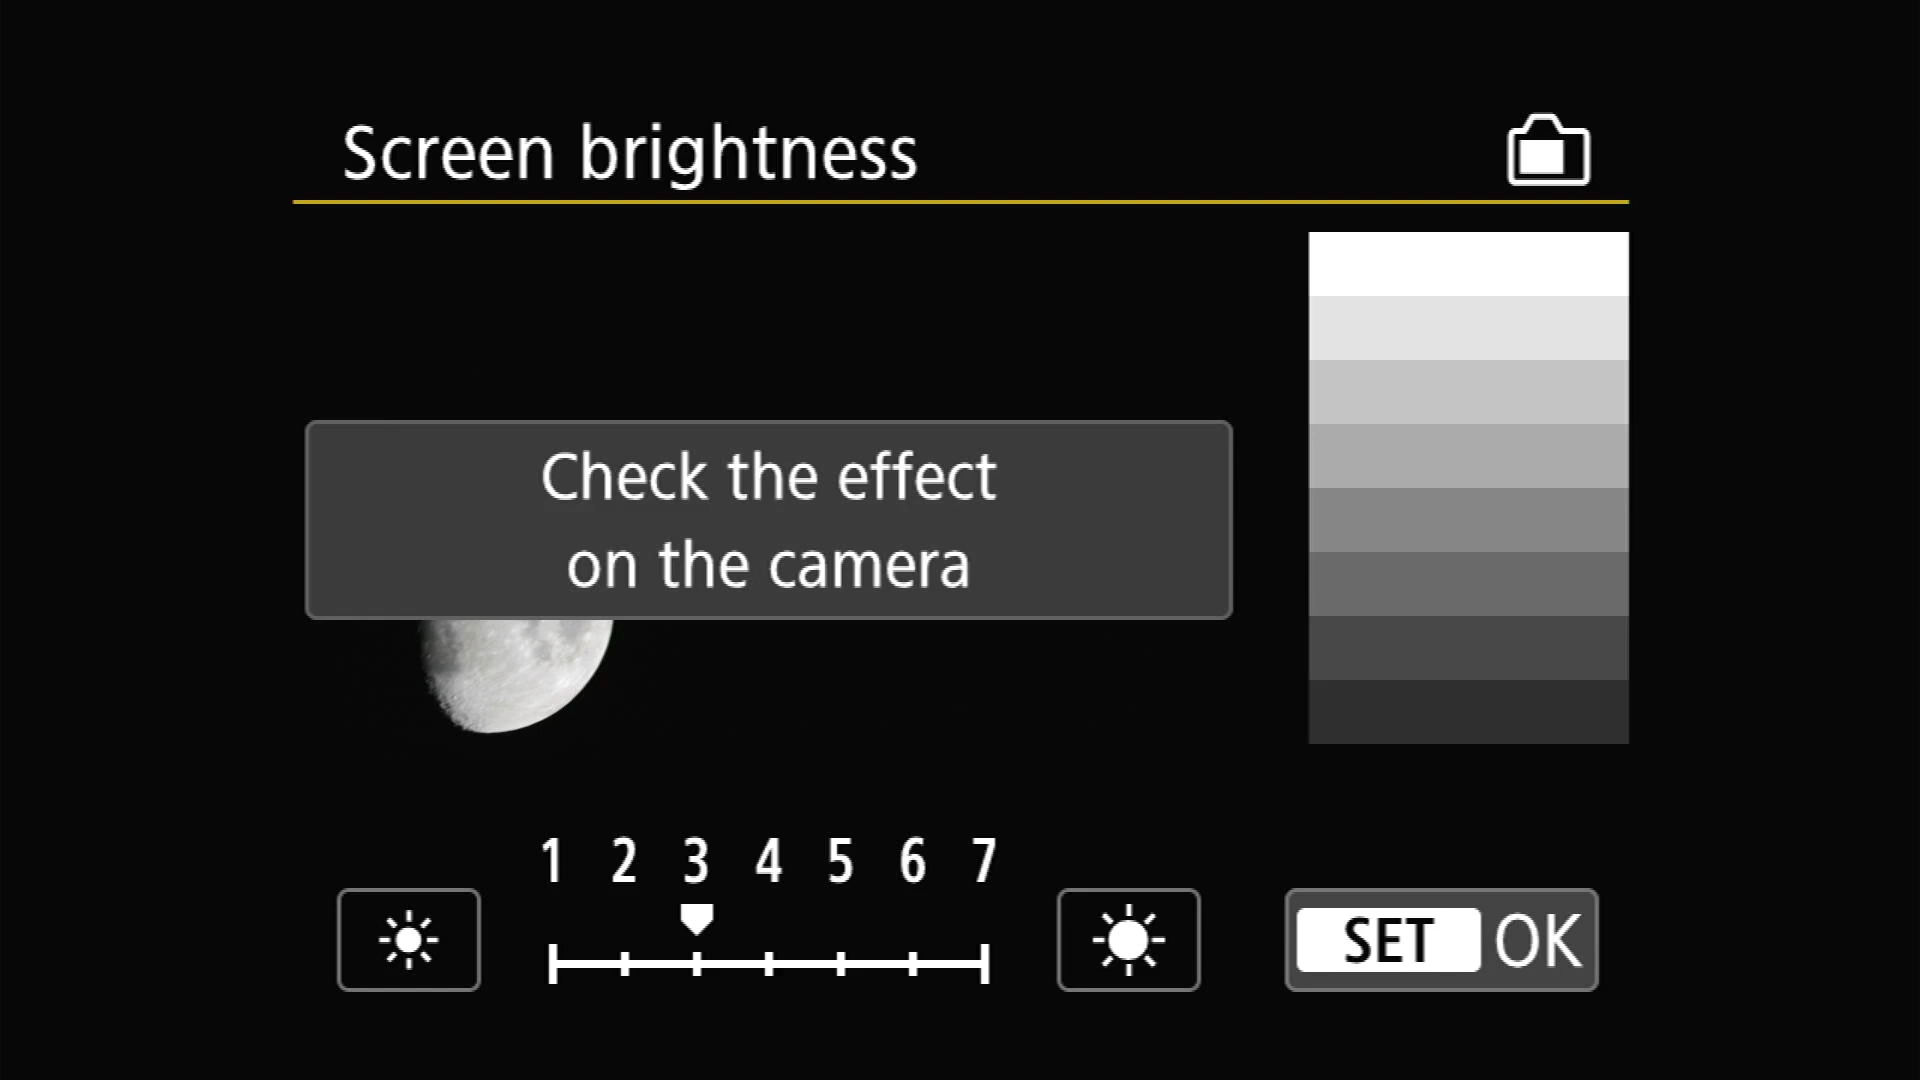 Screen brightness
Check the effect
on the camera
1 2 3 4 5 6 7
SET OK